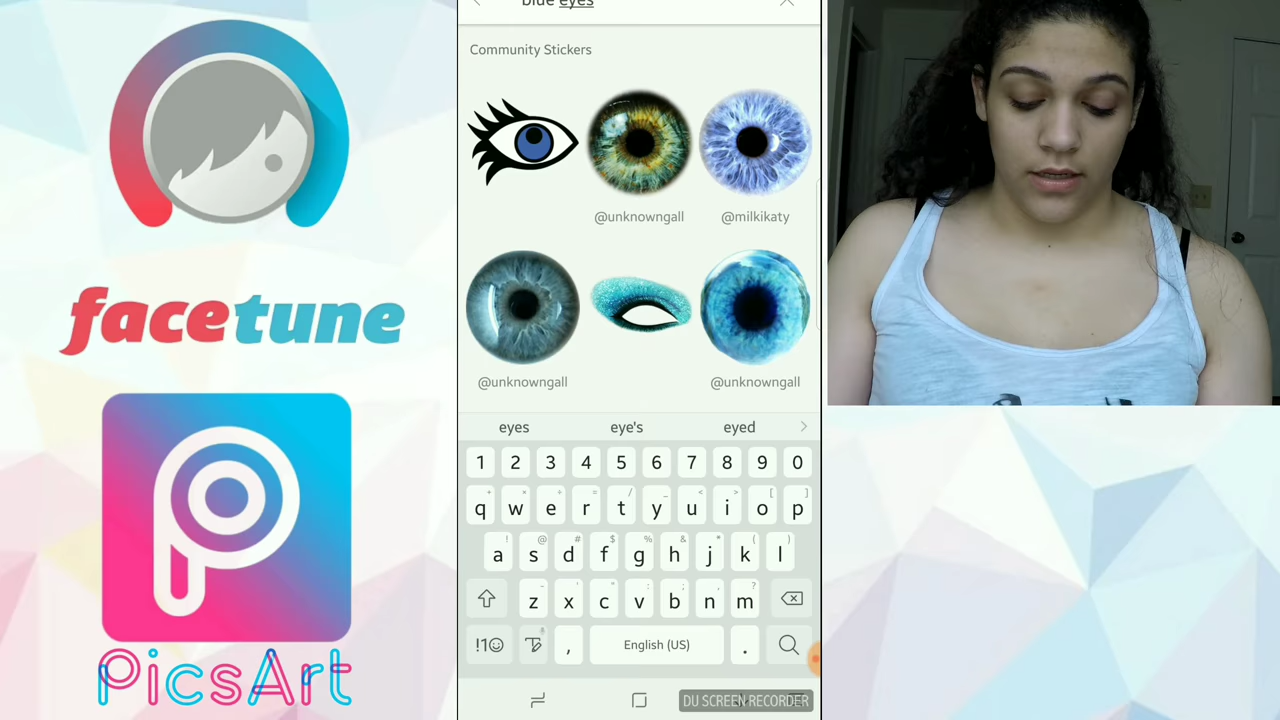 facetune
PicsArt
blue eyes
Community Stickers
@unknowngall
@milkikaty
@unknowngall
@unknowngall
eyes eye's eyed
1 2 3 4 5 6 7 8 9 0
+ × ÷ = / _ < > [ ]
q w e r t y u i o p
! @ # $ % & * ( )
a s d f g h j k l
- ' " : ; , ?
z x c v b n m
!1☺ , English (US) .
DU SCREEN RECORDER